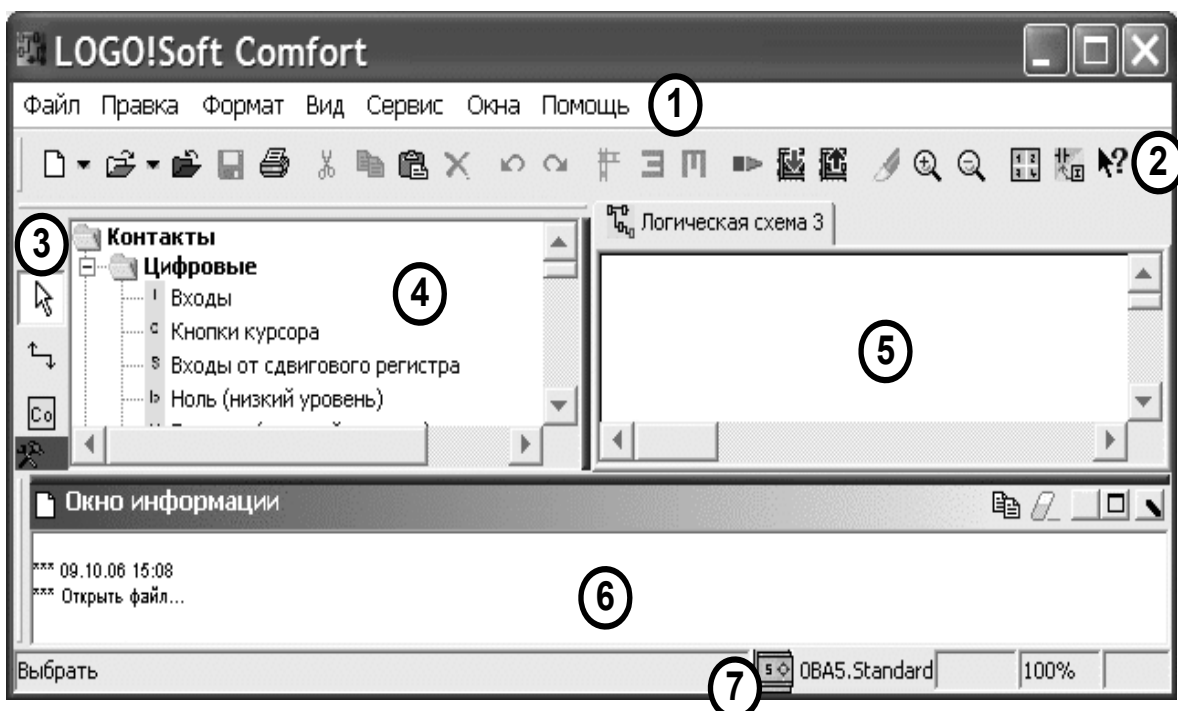 LOGO!Soft Comfort
Файл Правка Формат Вид Сервис Окна Помощь 1
2
3
Контакты
Цифровые
I Входы
C Кнопки курсора
S Входы от сдвигового регистра
lo Ноль (низкий уровень)
4
Co
Логическая схема 3
5
Окно информации
*** 09.10.06 15:08
*** Открыть файл...
6
Выбрать
7
0BA5.Standard
100%